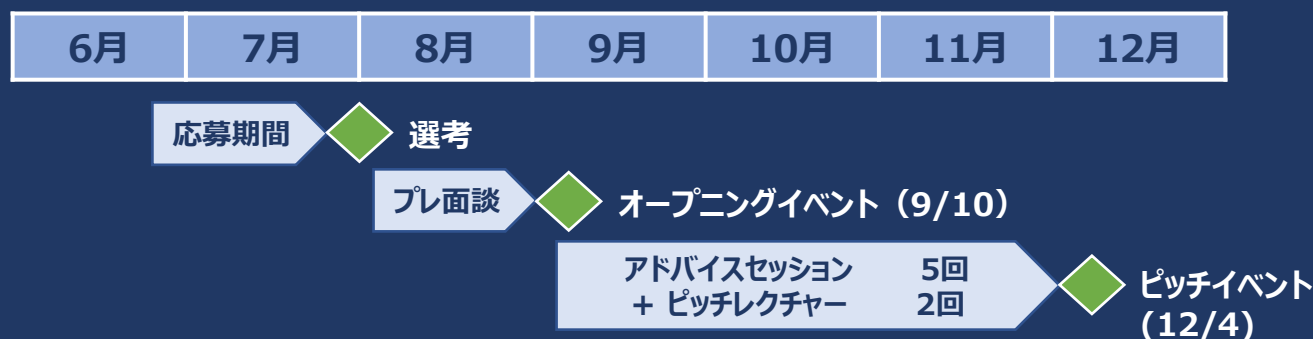 6月 7月 8月 9月 10月 11月 12月
応募期間 選考
プレ面談 オープニングイベント（9/10）
アドバイスセッション 5回
+ ピッチレクチャー 2回
ピッチイベント
(12/4)